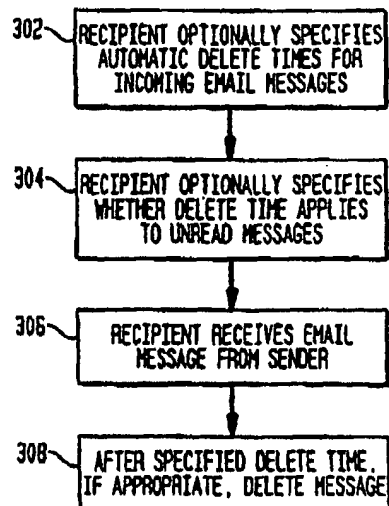 302
RECIPIENT OPTIONALLY SPECIFIES
AUTOMATIC DELETE TIMES FOR
INCOMING EMAIL MESSAGES
304
RECIPIENT OPTIONALLY SPECIFIES
WHETHER DELETE TIME APPLIES
TO UNREAD MESSAGES
306
RECIPIENT RECEIVES EMAIL
MESSAGE FROM SENDER
308
AFTER SPECIFIED DELETE TIME,
IF APPROPRIATE, DELETE MESSAGE